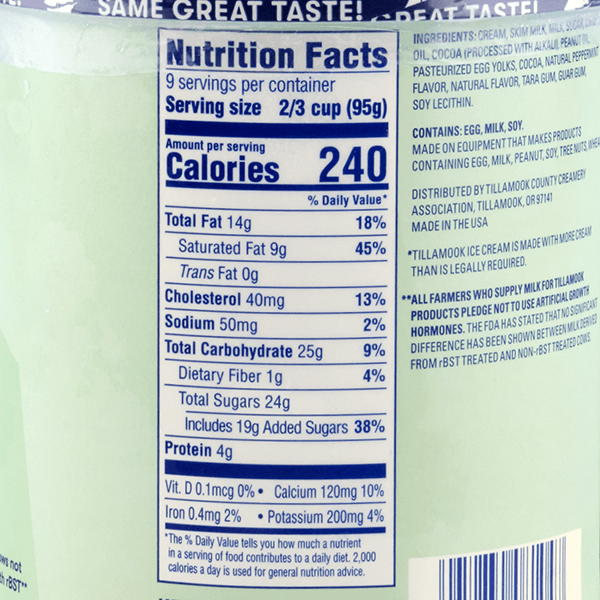 SAME GREAT TASTE! GREAT TASTE!
Nutrition Facts
9 servings per container
Serving size 2/3 cup (95g)
Amount per serving
Calories 240
% Daily Value*
Total Fat 14g 18%
Saturated Fat 9g 45%
Trans Fat 0g
Cholesterol 40mg 13%
Sodium 50mg 2%
Total Carbohydrate 25g 9%
Dietary Fiber 1g 4%
Total Sugars 24g
Includes 19g Added Sugars 38%
Protein 4g
Vit. D 0.1mcg 0% • Calcium 120mg 10%
Iron 0.4mg 2% • Potassium 200mg 4%
*The % Daily Value tells you how much a nutrient
in a serving of food contributes to a daily diet. 2,000
calories a day is used for general nutrition advice.
INGREDIENTS: CREAM, SKIM MILK, MILK, SUGAR,
OIL, COCOA (PROCESSED WITH ALKALI), PEANUT OIL,
PASTEURIZED EGG YOLKS, COCOA, NATURAL PEPPERMINT
FLAVOR, NATURAL FLAVOR, TARA GUM, GUAR GUM,
SOY LECITHIN.
CONTAINS: EGG, MILK, SOY.
MADE ON EQUIPMENT THAT MAKES PRODUCTS
CONTAINING EGG, MILK, PEANUT, SOY, TREE NUTS, WHEA
DISTRIBUTED BY TILLAMOOK COUNTY CREAMERY
ASSOCIATION, TILLAMOOK, OR 97141
MADE IN THE USA
*TILLAMOOK ICE CREAM IS MADE WITH MORE CREAM
THAN IS LEGALLY REQUIRED.
**ALL FARMERS WHO SUPPLY MILK FOR TILLAMOOK
PRODUCTS PLEDGE NOT TO USE ARTIFICIAL GROWTH
HORMONES. THE FDA HAS STATED THAT NO SIGNIFICANT
DIFFERENCE HAS BEEN SHOWN BETWEEN MILK DERIVED
FROM rBST TREATED AND NON-rBST TREATED COWS.
not
rBST**